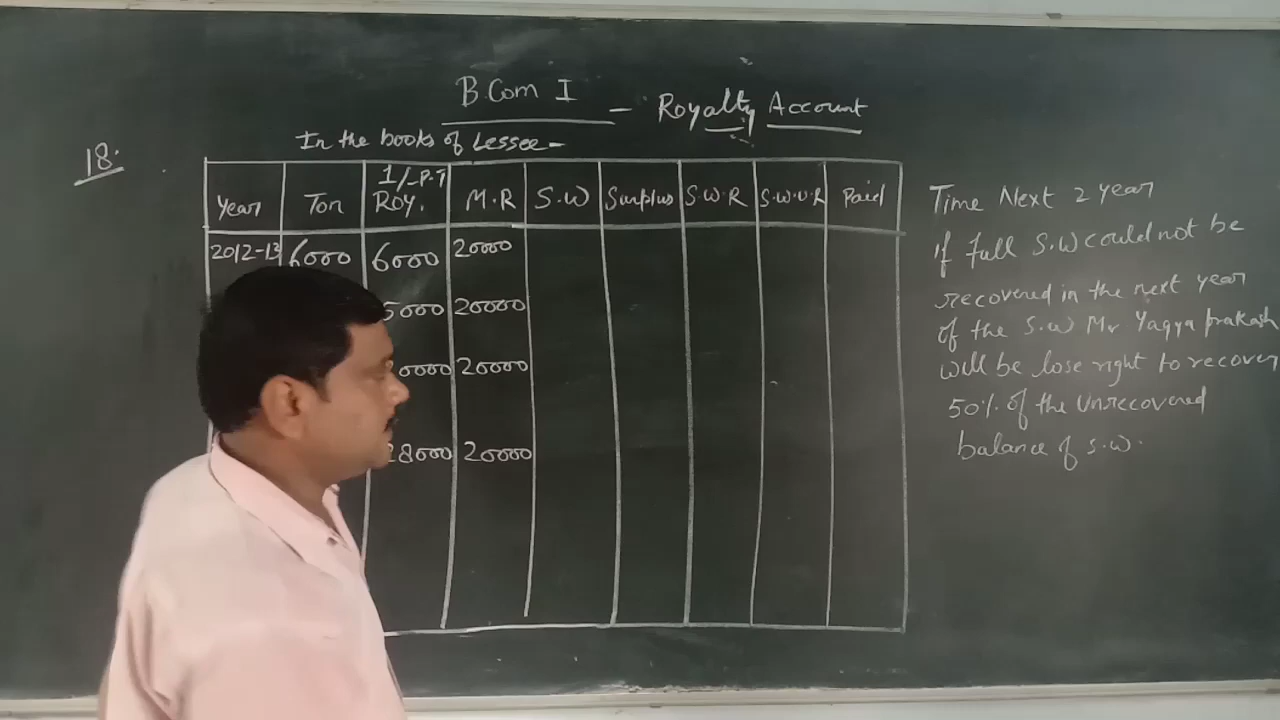 B.Com I - Royalty Account
18.
In the books of Lessee -
1/- P.T
Year Ton Roy. M.R S.W Surplus S.W.R S.W.U.R Paid
2012-13 6000 6000 20000
5000 20000
0000 20000
28000 20000
Time Next 2 year
if full S.W could not be
recovered in the next year
of the S.W Mr Yagya prakash
will be lose right to recover
50% of the unrecovered
balance of S.W.